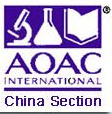 ®
AOAC
INTERNATIONAL
China Section